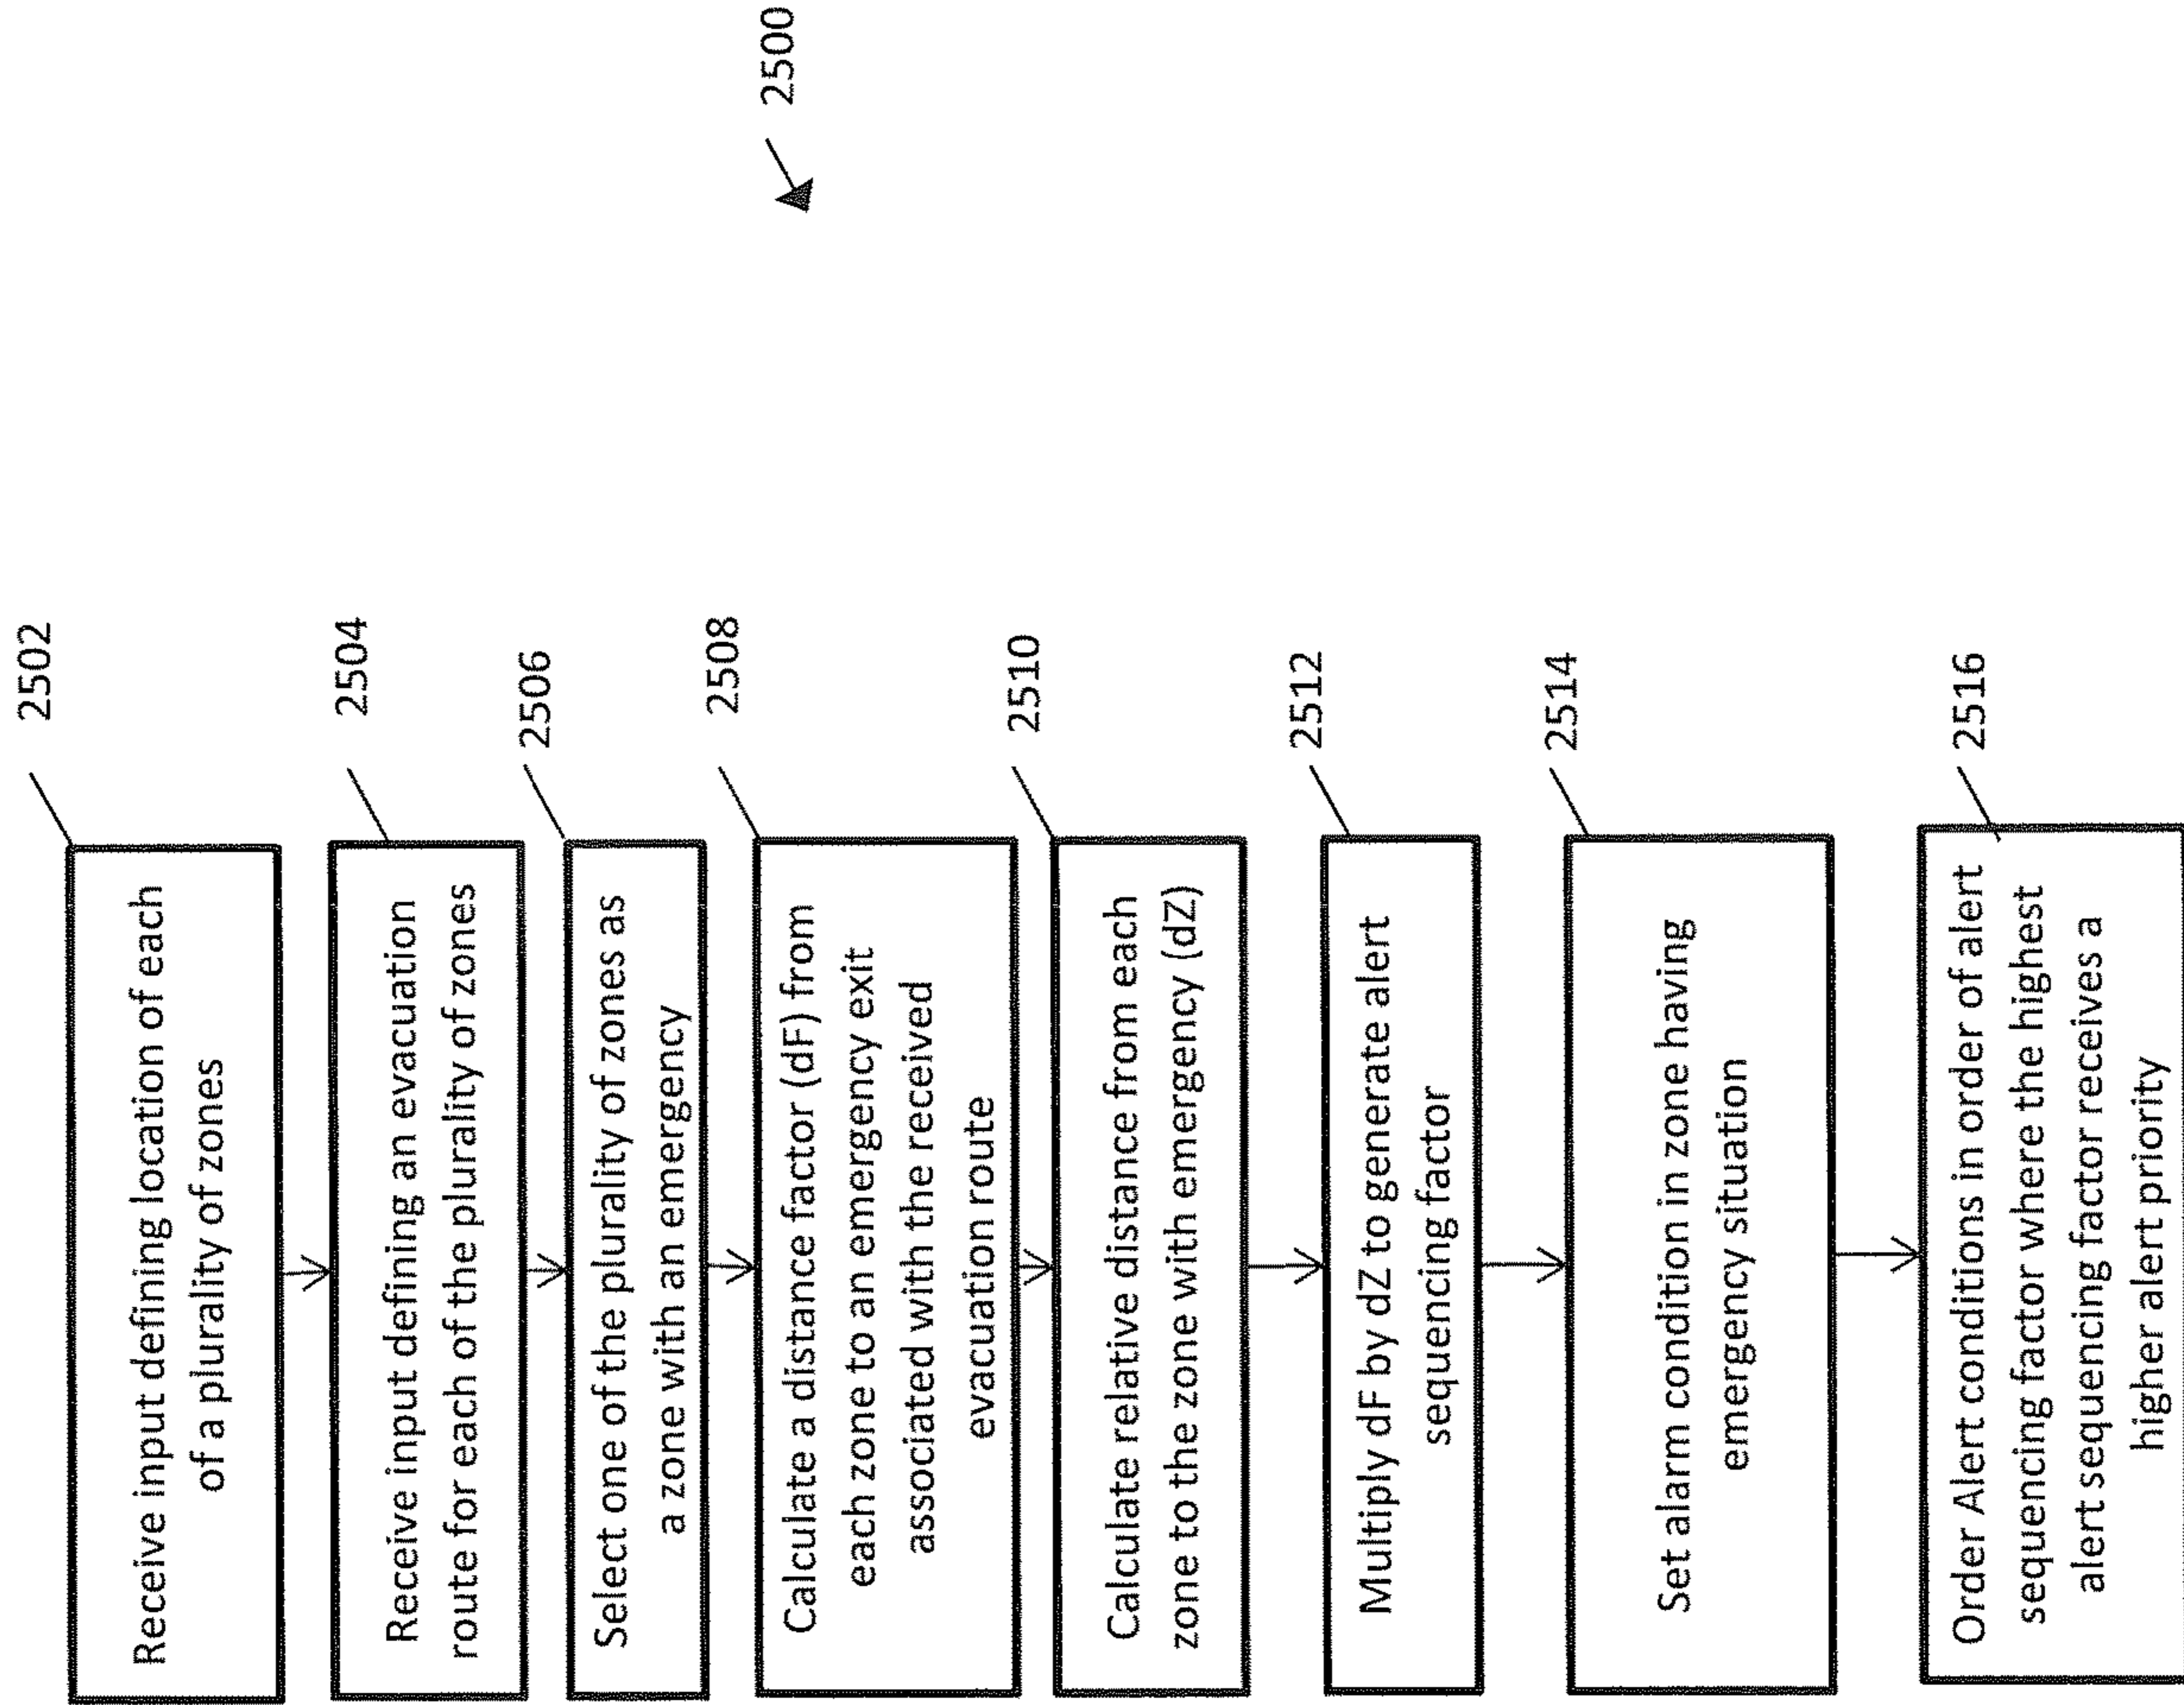 2500
2502
Receive input defining location of each
of a plurality of zones
2504
Receive input defining an evacuation
route for each of the plurality of zones
2506
Select one of the plurality of zones as
a zone with an emergency
2508
Calculate a distance factor (dF) from
each zone to an emergency exit
associated with the received
evacuation route
2510
Calculate relative distance from each
zone to the zone with emergency (dZ)
2512
Multiply dF by dZ to generate alert
sequencing factor
2514
Set alarm condition in zone having
emergency situation
2516
Order Alert conditions in order of alert
sequencing factor where the highest
alert sequencing factor receives a
higher alert priority